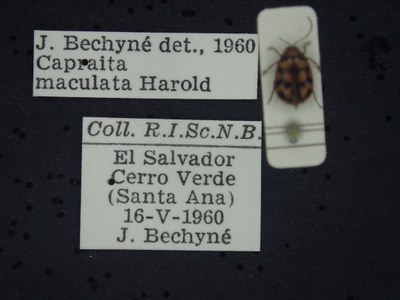 J. Bechyné det., 1960
Capraita
maculata Harold
Coll. R.I.Sc.N.B.
El Salvador
Cerro Verde
(Santa Ana)
16-V-1960
J. Bechyné